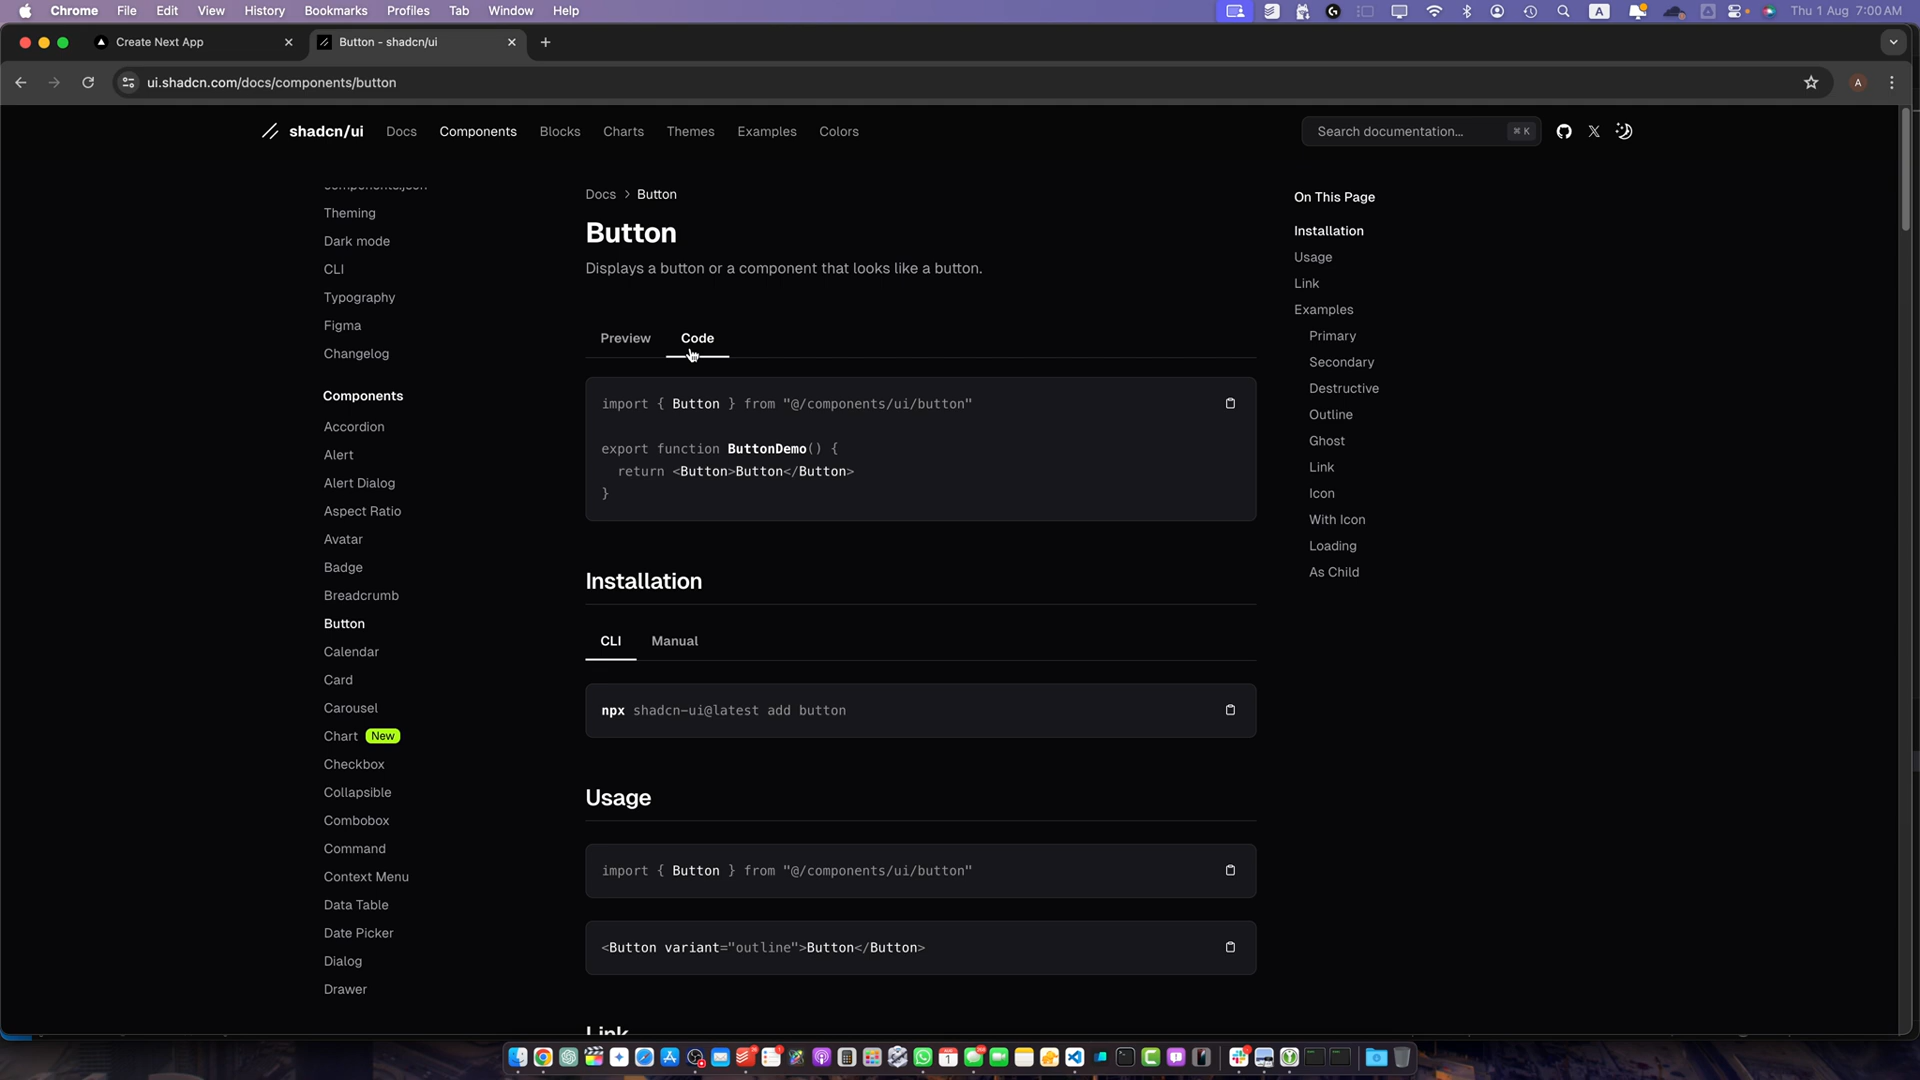 Chrome File Edit View History Bookmarks Profiles Tab Window Help
A
Thu 1 Aug 7:00 AM
Create Next App
Button – shadcn/ui
ui.shadcn.com/docs/components/button
A
shadcn/ui
Docs Components Blocks Charts Themes Examples Colors
Search documentation... ⌘ K
Theming
Dark mode
CLI
Typography
Figma
Changelog
Components
Accordion
Alert
Alert Dialog
Aspect Ratio
Avatar
Badge
Breadcrumb
Button
Calendar
Card
Carousel
Chart New
Checkbox
Collapsible
Combobox
Command
Context Menu
Data Table
Date Picker
Dialog
Drawer
Docs > Button
Button
Displays a button or a component that looks like a button.
Preview Code
import { Button } from "@/components/ui/button"
export function ButtonDemo() {
return <Button>Button</Button>
}
Installation
CLI Manual
npx shadcn-ui@latest add button
Usage
import { Button } from "@/components/ui/button"
<Button variant="outline">Button</Button>
Link
On This Page
Installation
Usage
Link
Examples
Primary
Secondary
Destructive
Outline
Ghost
Link
Icon
With Icon
Loading
As Child